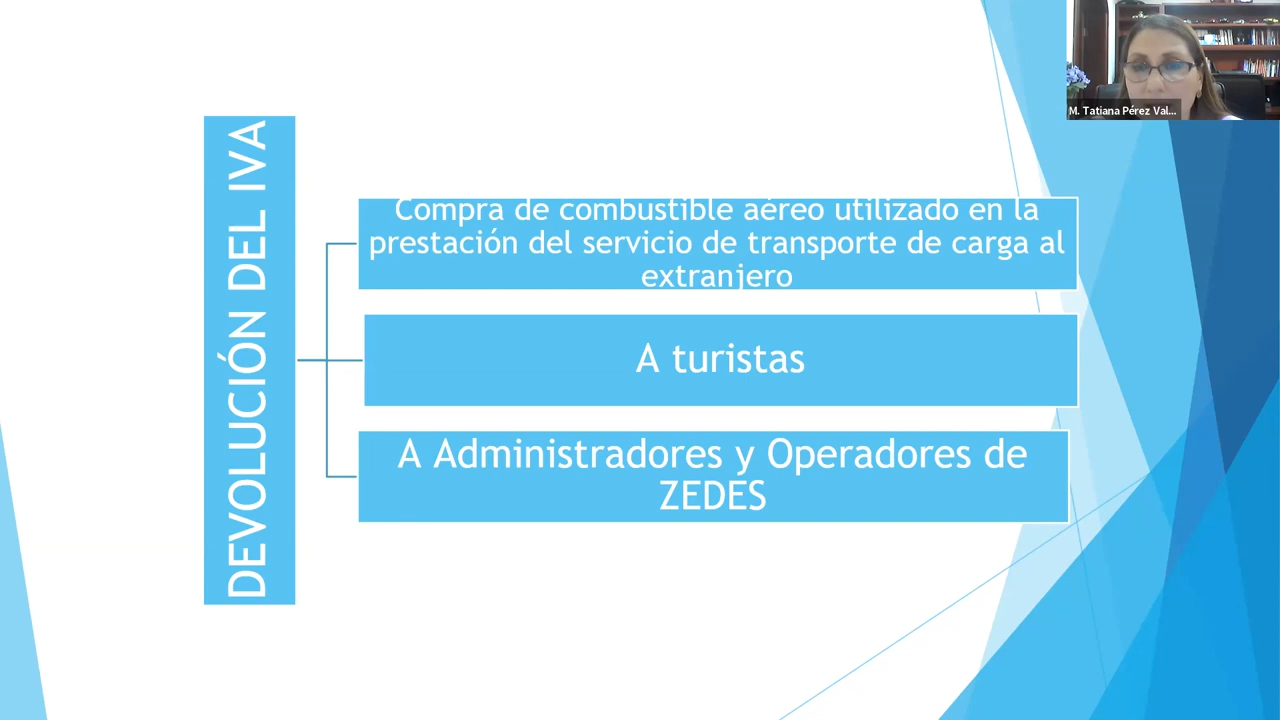 M. Tatiana Pérez Val...
DEVOLUCIÓN DEL IVA
Compra de combustible aéreo utilizado en la
prestación del servicio de transporte de carga al
extranjero
A turistas
A Administradores y Operadores de
ZEDES